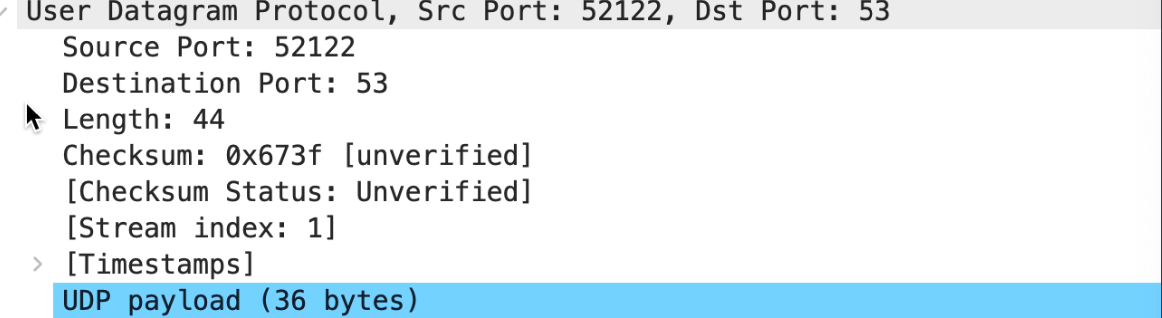 User Datagram Protocol, Src Port: 52122, Dst Port: 53
Source Port: 52122
Destination Port: 53
Length: 44
Checksum: 0x673f [unverified]
[Checksum Status: Unverified]
[Stream index: 1]
[Timestamps]
UDP payload (36 bytes)